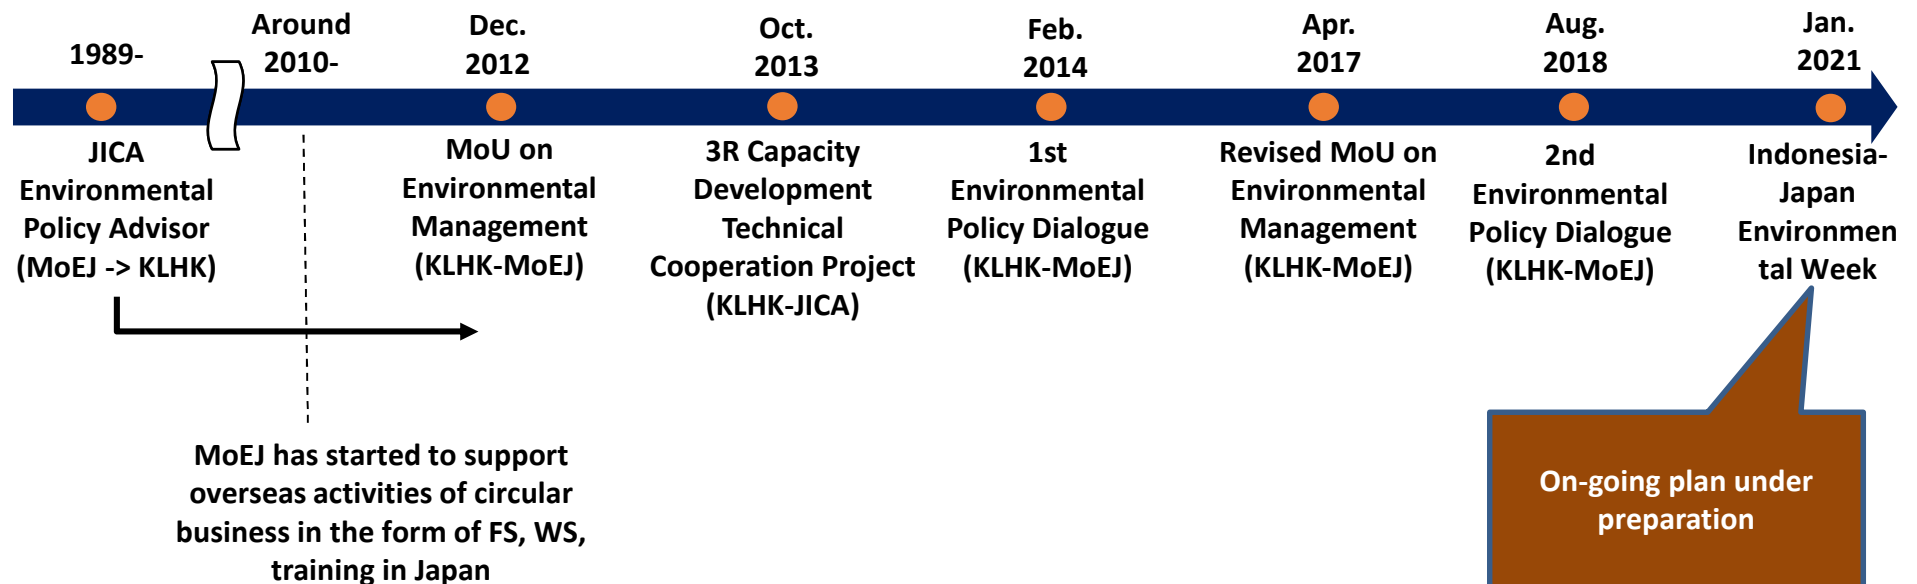 1989-
Around
2010-
Dec.
2012
Oct.
2013
Feb.
2014
Apr.
2017
Aug.
2018
Jan.
2021
JICA
Environmental
Policy Advisor
(MoEJ -> KLHK)
MoU on
Environmental
Management
(KLHK-MoEJ)
3R Capacity
Development
Technical
Cooperation Project
(KLHK-JICA)
1st
Environmental
Policy Dialogue
(KLHK-MoEJ)
Revised MoU on
Environmental
Management
(KLHK-MoEJ)
2nd
Environmental
Policy Dialogue
(KLHK-MoEJ)
Indonesia-
Japan
Environmen
tal Week
MoEJ has started to support
overseas activities of circular
business in the form of FS, WS,
training in Japan
On-going plan under
preparation